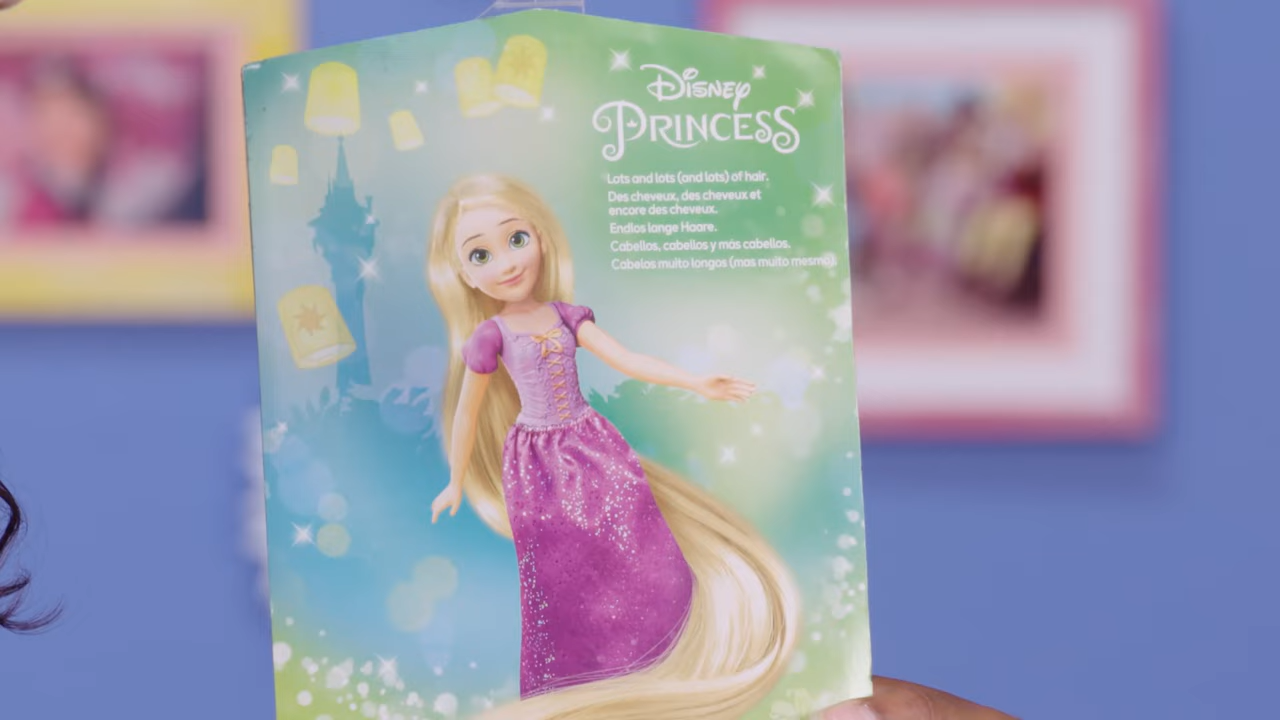 Disney
PRINCESS
Lots and lots (and lots) of hair.
Des cheveux, des cheveux et
encore des cheveux.
Endlos lange Haare.
Cabellos, cabellos y más cabellos.
Cabelos muito longos (mas muito mesmo).